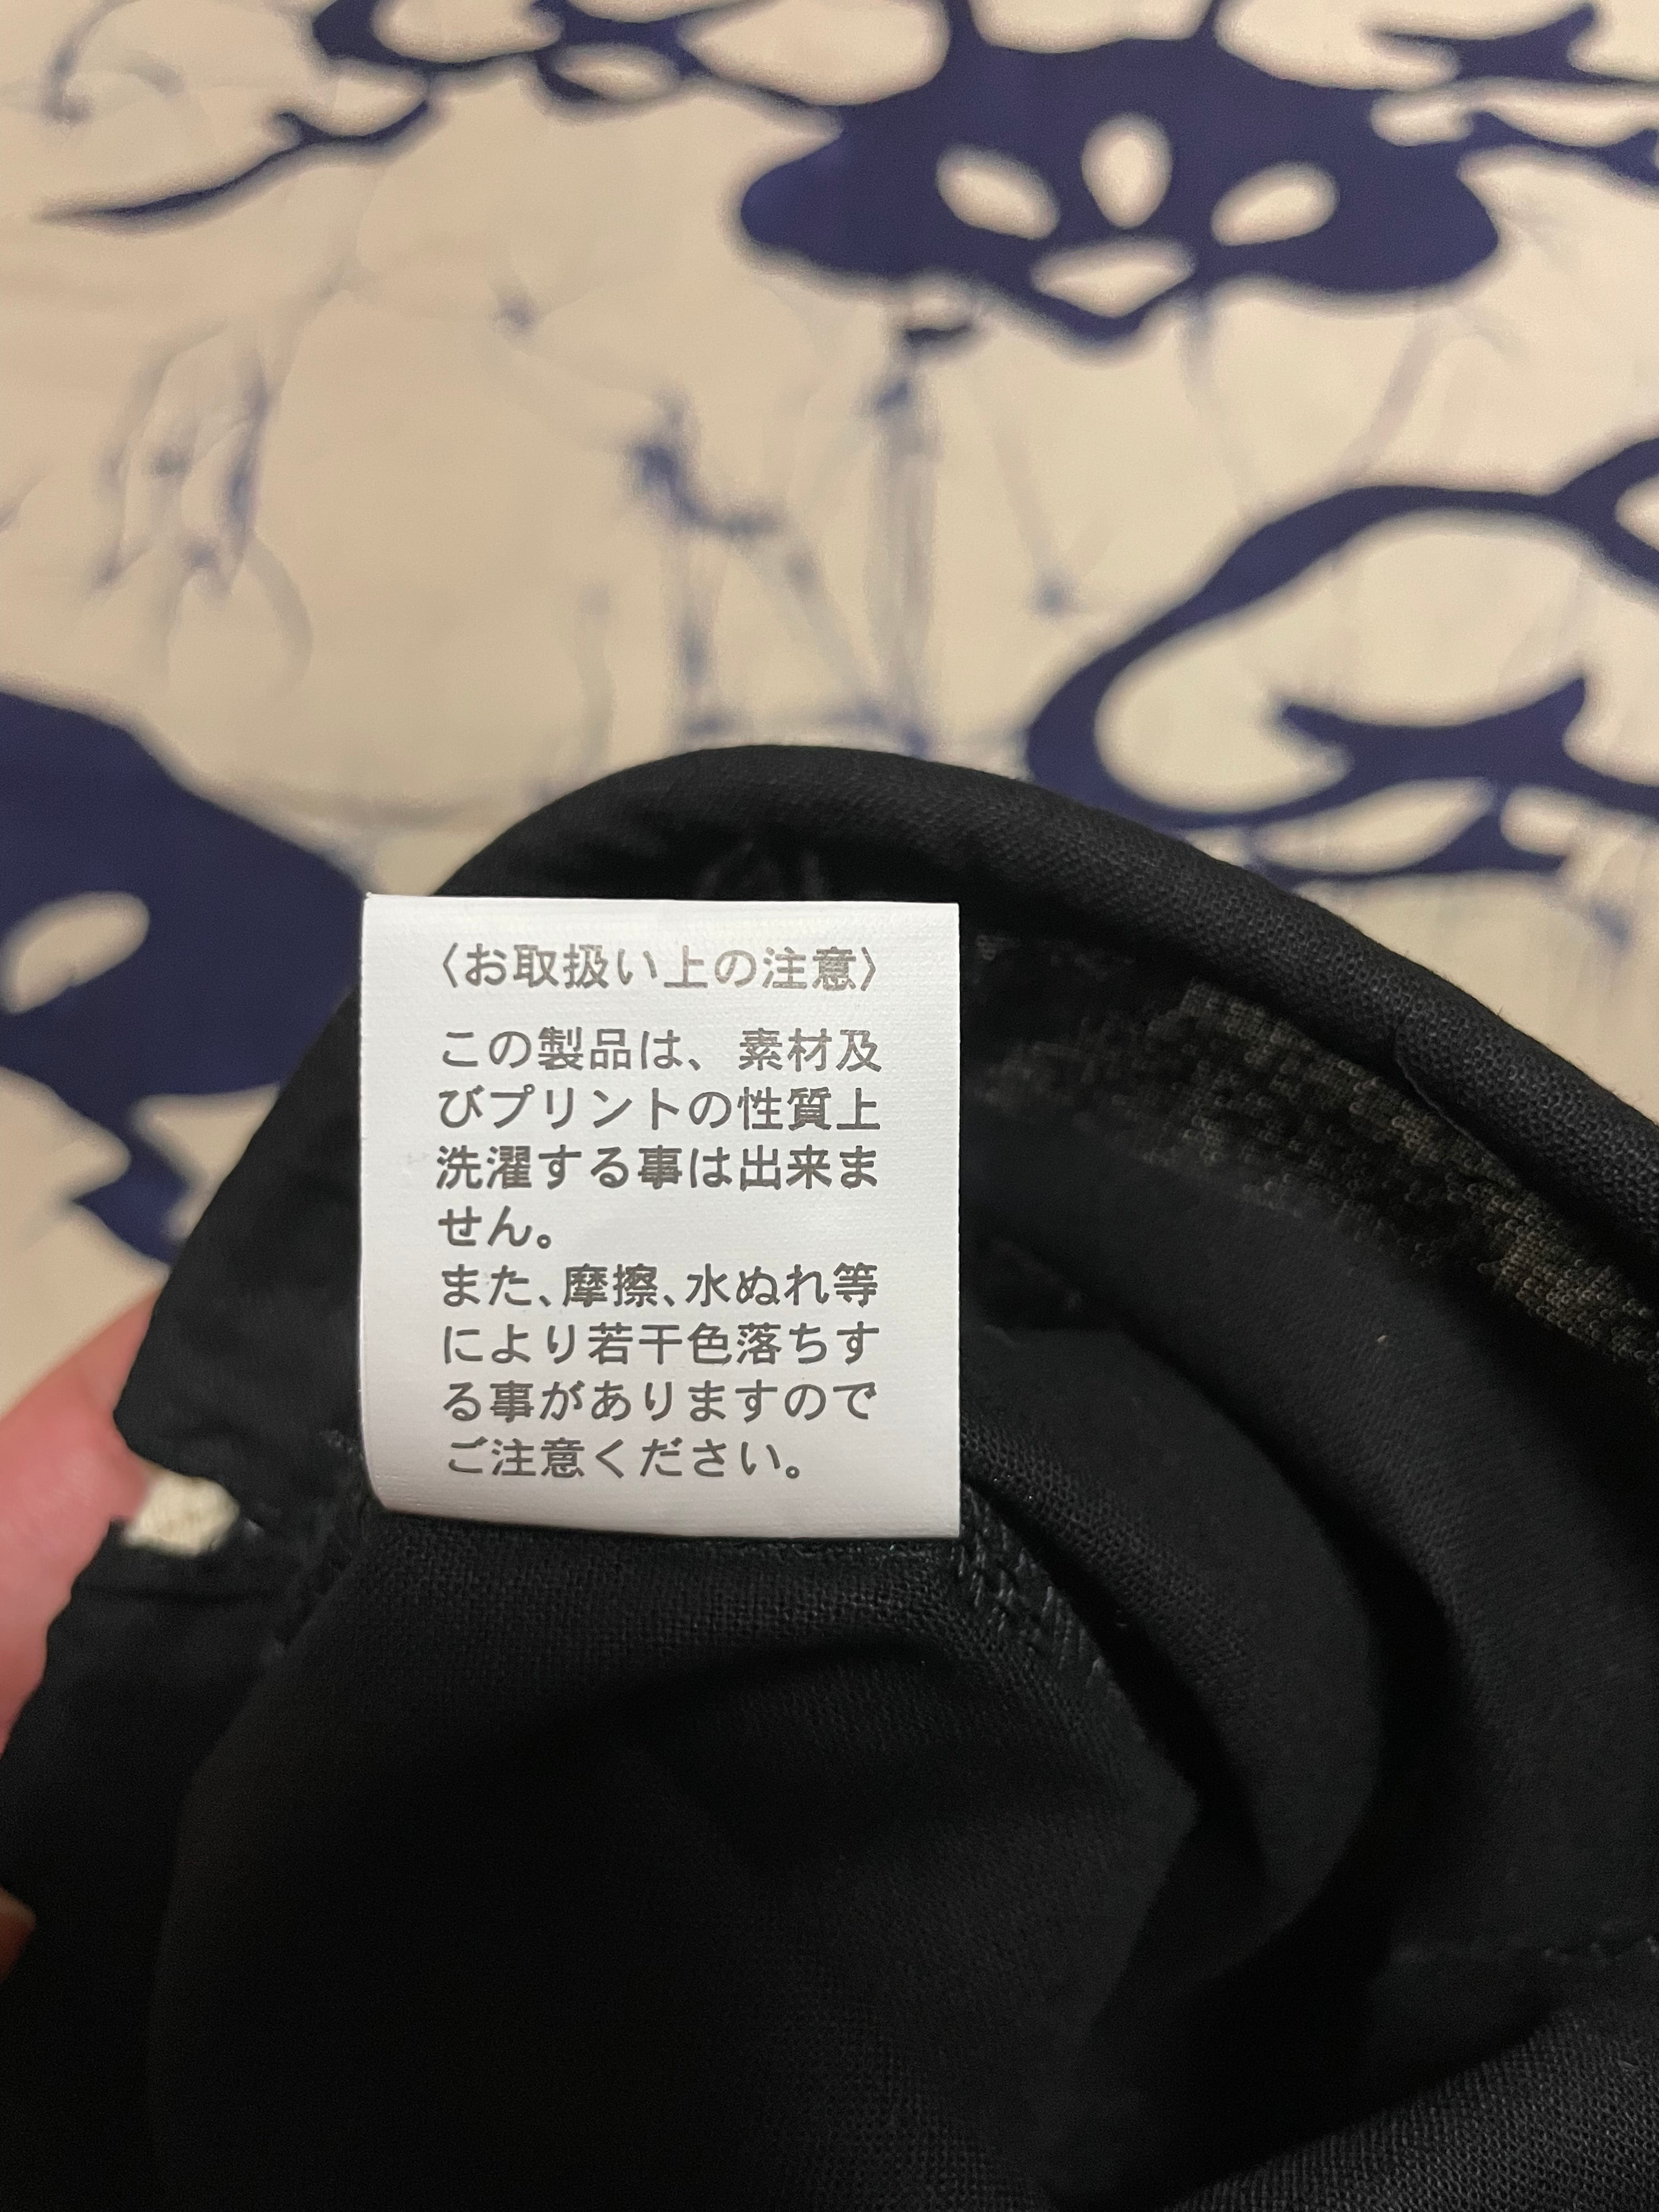 〈お取扱い上の注意〉
この製品は、素材及
びプリントの性質上
洗濯する事は出来ま
せん。
また、摩擦、水ぬれ等
により若干色落ちす
る事がありますので
ご注意ください。